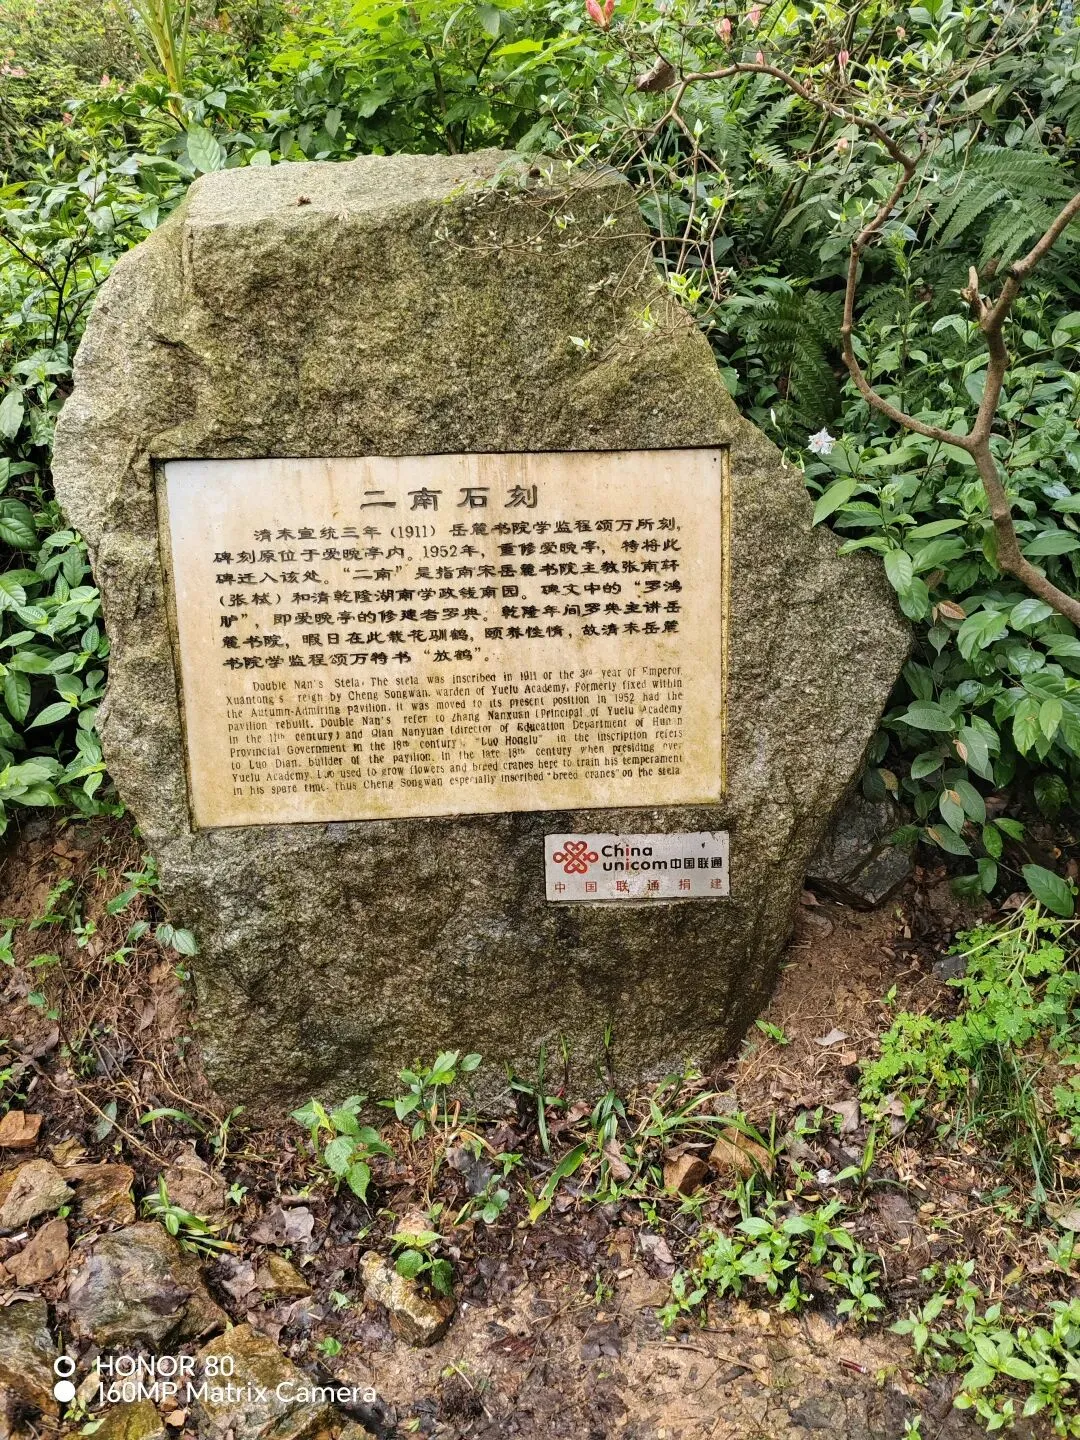 二南石刻
清末宣统三年（1911）岳麓书院学监程颂万所刻，
碑刻原位于爱晚亭内。1952年，重修爱晚亭，特将此
碑迁入该处。“二南”是指南宋岳麓书院主教张南轩
（张栻）和清乾隆湖南学政钱南园。碑文中的“罗鸿
胪”，即爱晚亭的修建者罗典。乾隆年间罗典主讲岳
麓书院，暇日在此栽花驯鹤，颐养性情，故清末岳麓
书院学监程颂万特书“放鹤”。
Double Nan's Stela, The stela was inscribed in 1911 or the 3rd year of Emperor
Xuantong's reign by Cheng Songwan, warden of Yuelu Academy. Formerly fixed within
the Autumn-Admiring pavilion, it was moved to its present position in 1952 had the
pavilion rebuilt. Double Nan's refer to Zhang Nanxuan (Principal of Yuelu Academy
in the 11th century) and Qian Nanyuan (director of Education Department of Hunan
Provincial Government in the 18th century). "Luo Honglu" in the inscription refers
to Luo Dian, builder of the pavilion. In the late 18th century when presiding over
Yuelu Academy, Luo used to grow flowers and breed cranes here to train his temperament
in his spare time, thus Cheng Songwan especially inscribed "breed cranes" on the stela
China
unicom中国联通
中国联通捐建
HONOR 80
160MP Matrix Camera